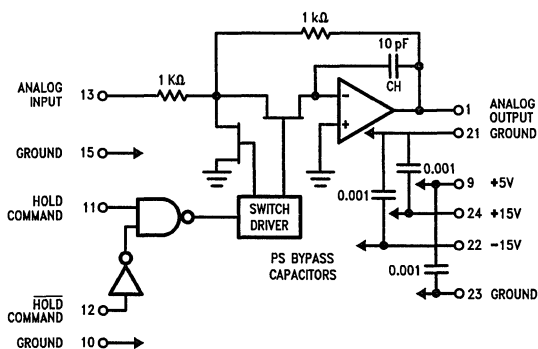 1 kΩ
10 pF
CH
1 KΩ
ANALOG
INPUT
13
-
+
1
ANALOG
OUTPUT
21
GROUND
GROUND
15
0.001
0.001
9
+5V
HOLD
COMMAND
11
SWITCH
DRIVER
24
+15V
PS BYPASS
CAPACITORS
22
-15V
0.001
HOLD
COMMAND
12
23
GROUND
GROUND
10